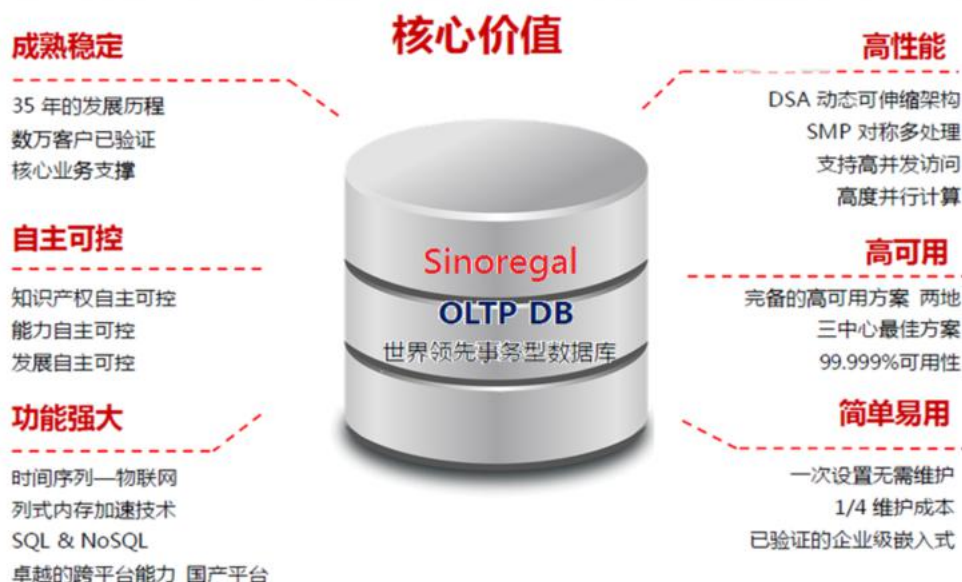 核心价值
成熟稳定
35 年的发展历程
数万客户已验证
核心业务支撑
自主可控
知识产权自主可控
能力自主可控
发展自主可控
功能强大
时间序列—物联网
列式内存加速技术
SQL & NoSQL
卓越的跨平台能力 国产平台
Sinoregal
OLTP DB
世界领先事务型数据库
高性能
DSA 动态可伸缩架构
SMP 对称多处理
支持高并发访问
高度并行计算
高可用
完备的高可用方案 两地
三中心最佳方案
99.999%可用性
简单易用
一次设置无需维护
1/4 维护成本
已验证的企业级嵌入式